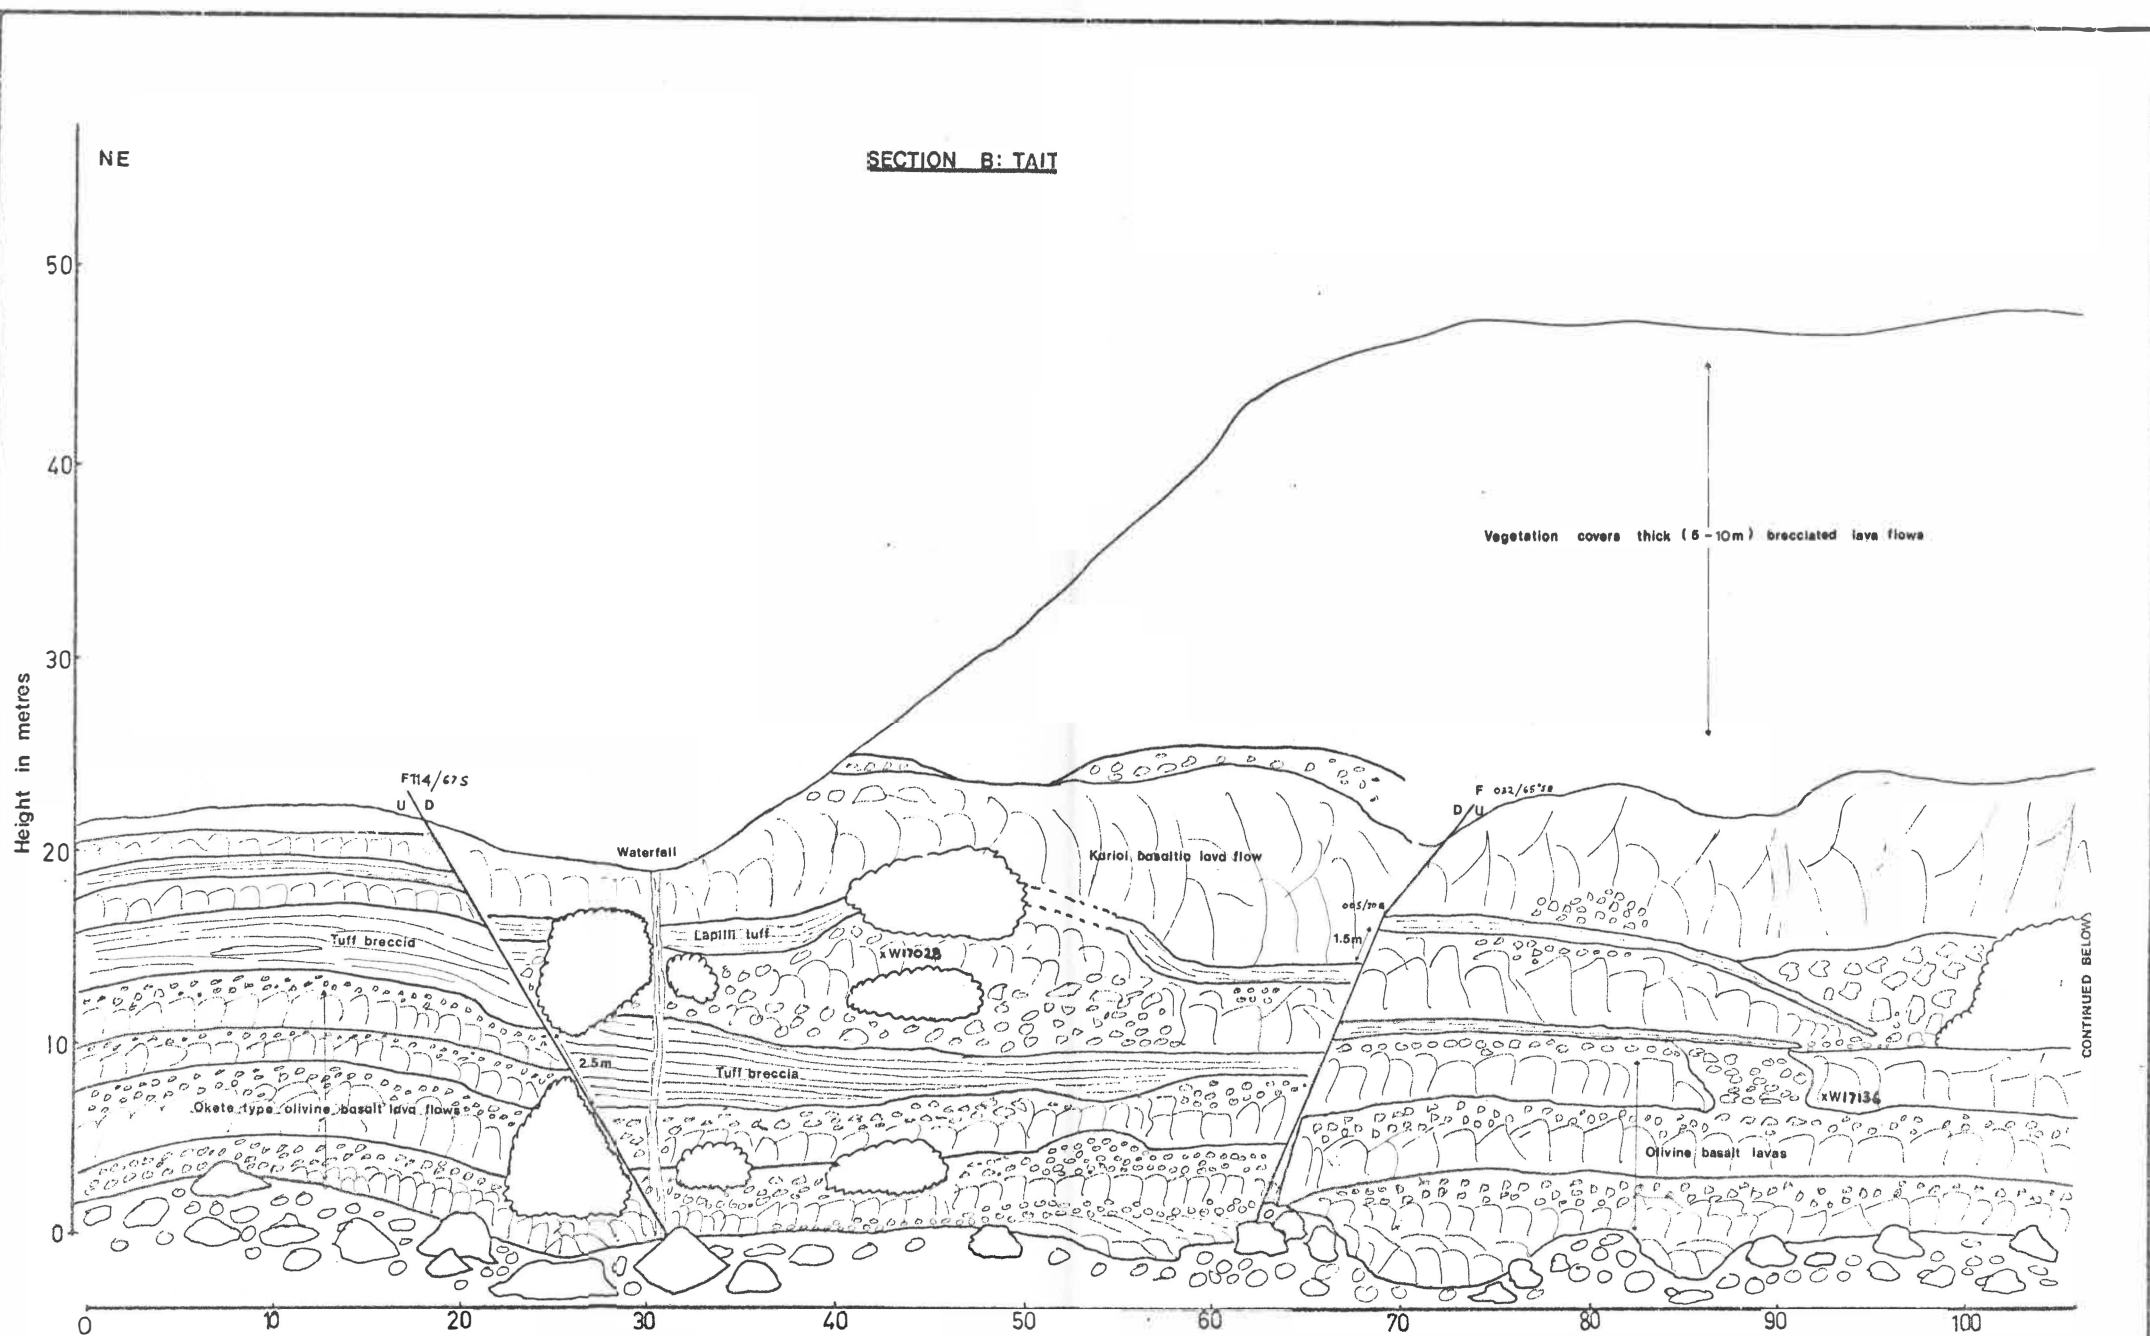 NE
SECTION B: TAIT
50
40
Vegetation covers thick (5-10m) brecciated lava flows
30
Height in metres
F114/67S
U D
F 032/65°SE
D U
20
Waterfall
Karioi basaltic lava flow
Lapilli tuff
Tuff breccia
1.5m
xW17028
CONTINUED BELOW
10
2.5m
Tuff breccia
xW17136
Okete type olivine basalt lava flows
Olivine basalt lavas
0
0 10 20 30 40 50 60 70 80 90 100